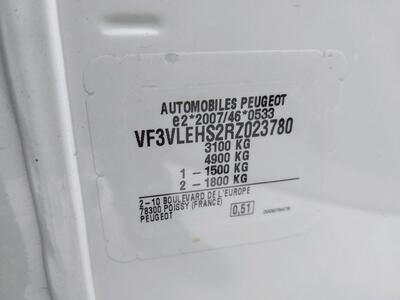 AUTOMOBILES PEUGEOT
e2*2007/46*0533
VF3VLEHS2RZ023780
3100 KG
4900 KG
1 - 1500 KG
2 - 1800 KG
2 - 10 BOULEVARD DE L'EUROPE
78300 POISSY (FRANCE)
PEUGEOT
0,51